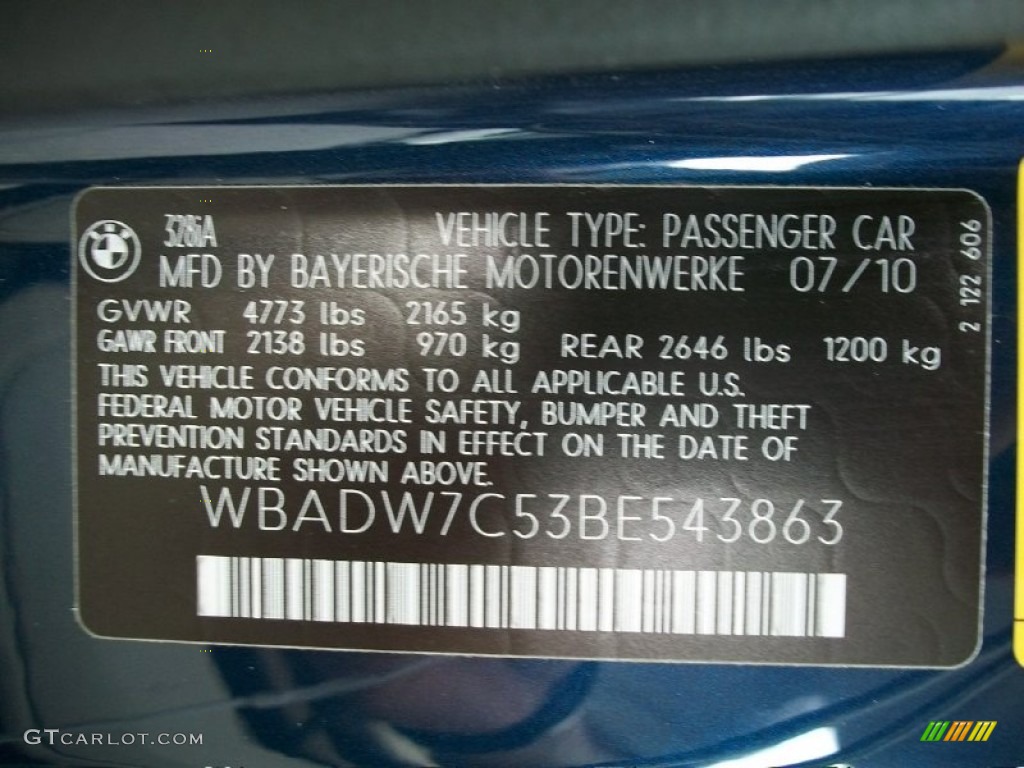 328iA VEHICLE TYPE: PASSENGER CAR
MFD BY BAYERISCHE MOTORENWERKE 07/10
GVWR 4773 lbs 2165 kg
GAWR FRONT 2138 lbs 970 kg REAR 2646 lbs 1200 kg
THIS VEHICLE CONFORMS TO ALL APPLICABLE U.S.
FEDERAL MOTOR VEHICLE SAFETY, BUMPER AND THEFT
PREVENTION STANDARDS IN EFFECT ON THE DATE OF
MANUFACTURE SHOWN ABOVE.
WBADW7C53BE543863
2 122 606
GTCARLOT.COM